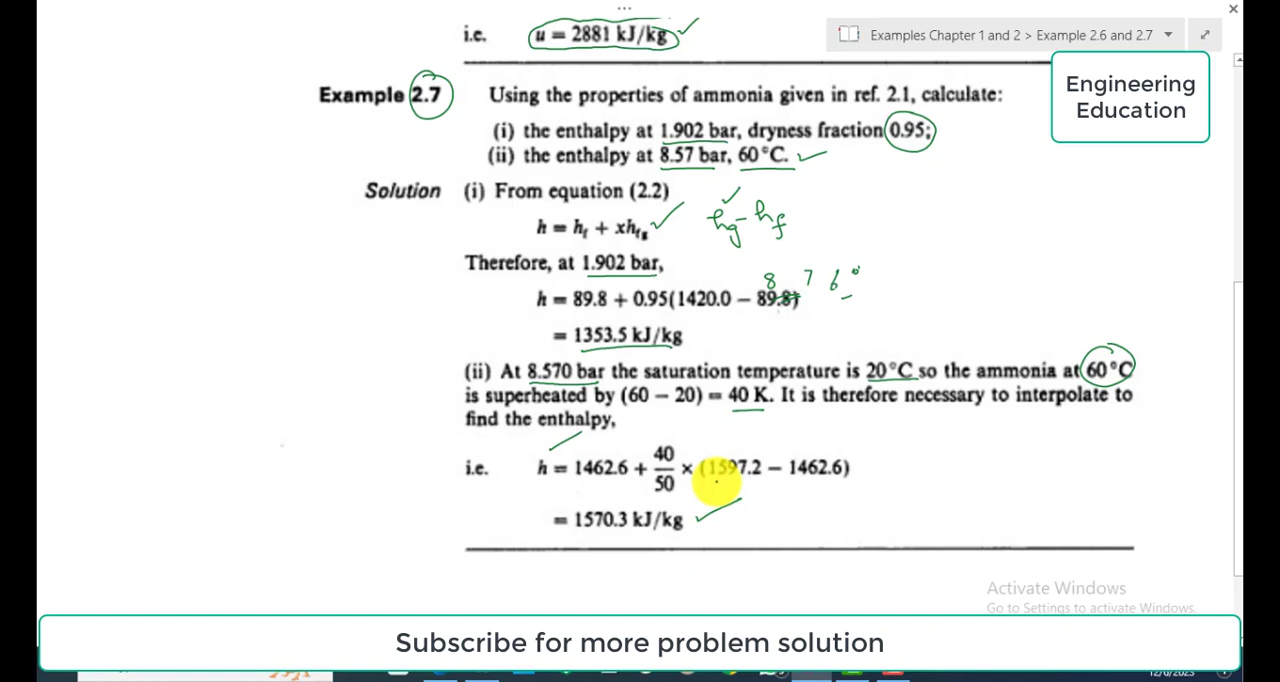 ...
i.e. u = 2881 kJ/kg
Examples Chapter 1 and 2 > Example 2.6 and 2.7
Engineering
Education
Example 2.7 Using the properties of ammonia given in ref. 2.1, calculate:
(i) the enthalpy at 1.902 bar, dryness fraction 0.95;
(ii) the enthalpy at 8.57 bar, 60°C.
Solution (i) From equation (2.2)
h = hf + xhfg hg - hf
Therefore, at 1.902 bar,
8 7 6°
h = 89.8 + 0.95(1420.0 − 89.8)
= 1353.5 kJ/kg
(ii) At 8.570 bar the saturation temperature is 20°C so the ammonia at 60°C
is superheated by (60 − 20) = 40 K. It is therefore necessary to interpolate to
find the enthalpy,
i.e. h = 1462.6 + 40/50 × (1597.2 − 1462.6)
= 1570.3 kJ/kg
Activate Windows
Go to Settings to activate Windows.
Subscribe for more problem solution